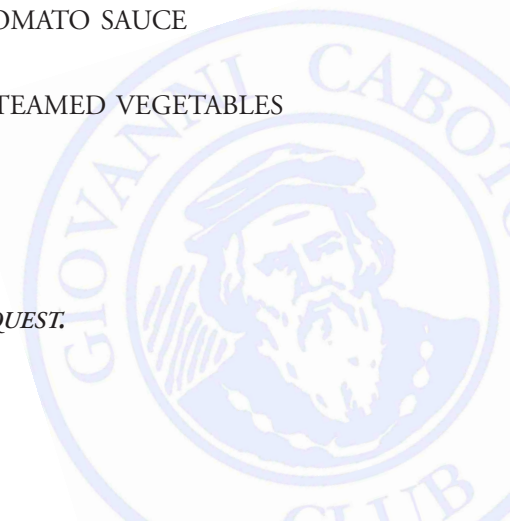 OMATO SAUCE
TEAMED VEGETABLES
QUEST.
GIOVANNI CABOTO
CLUB